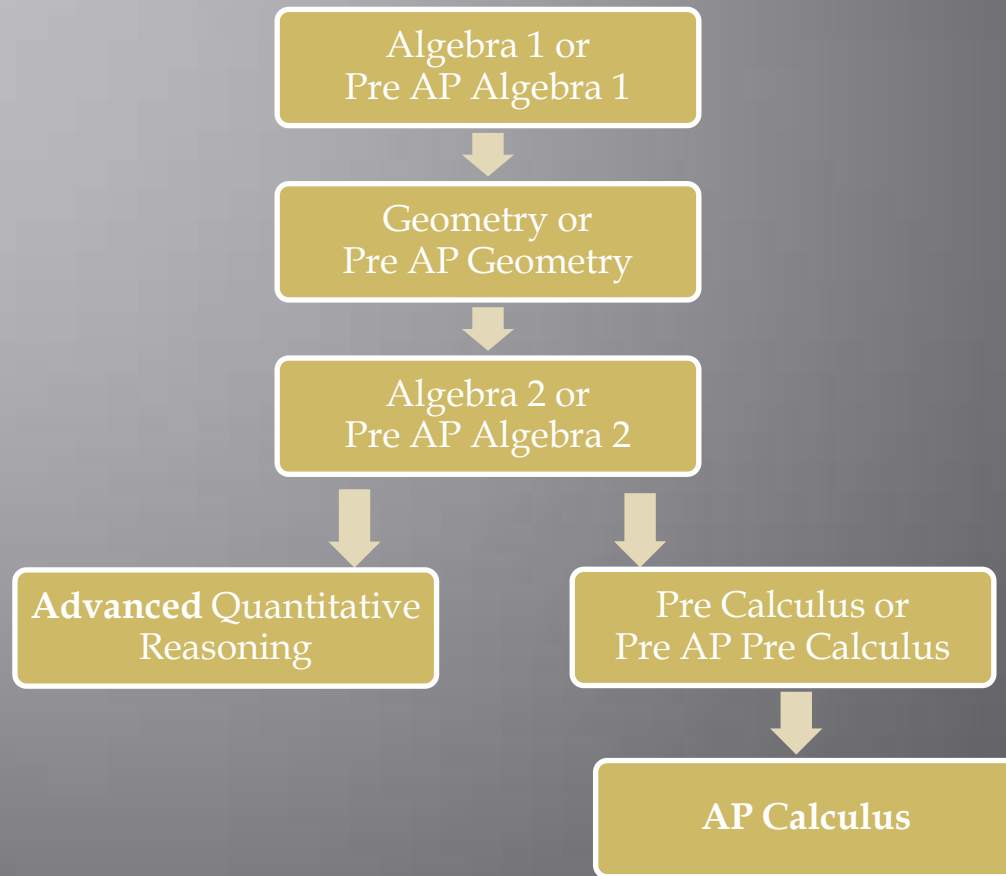 Algebra 1 or
Pre AP Algebra 1
Geometry or
Pre AP Geometry
Algebra 2 or
Pre AP Algebra 2
Advanced Quantitative
Reasoning
Pre Calculus or
Pre AP Pre Calculus
AP Calculus